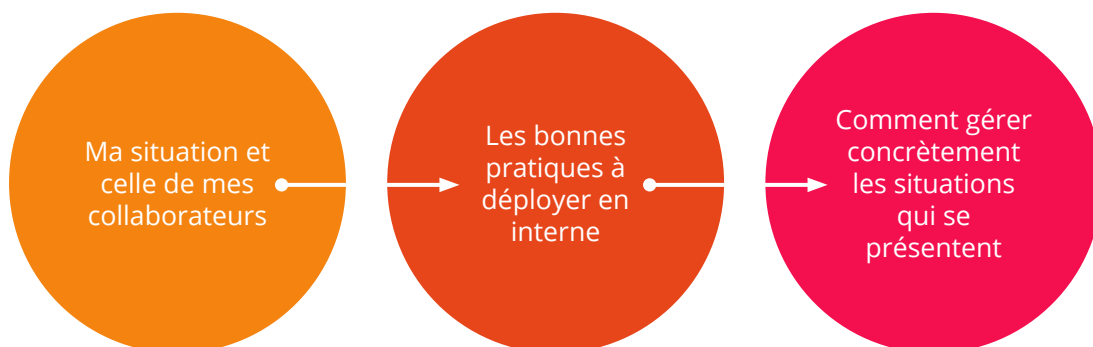 Ma situation et
celle de mes
collaborateurs
Les bonnes
pratiques à
déployer en
interne
Comment gérer
concrètement
les situations
qui se
présentent